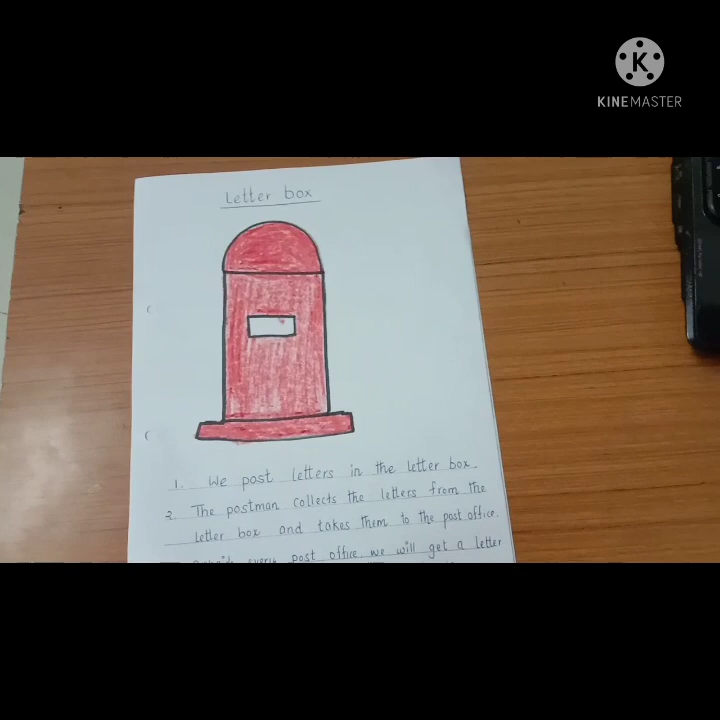 KINEMASTER
Letter box
1. We post letters in the letter box.
2. The postman collects the letters from the
letter box and takes them to the post office.
every post office we will get a letter